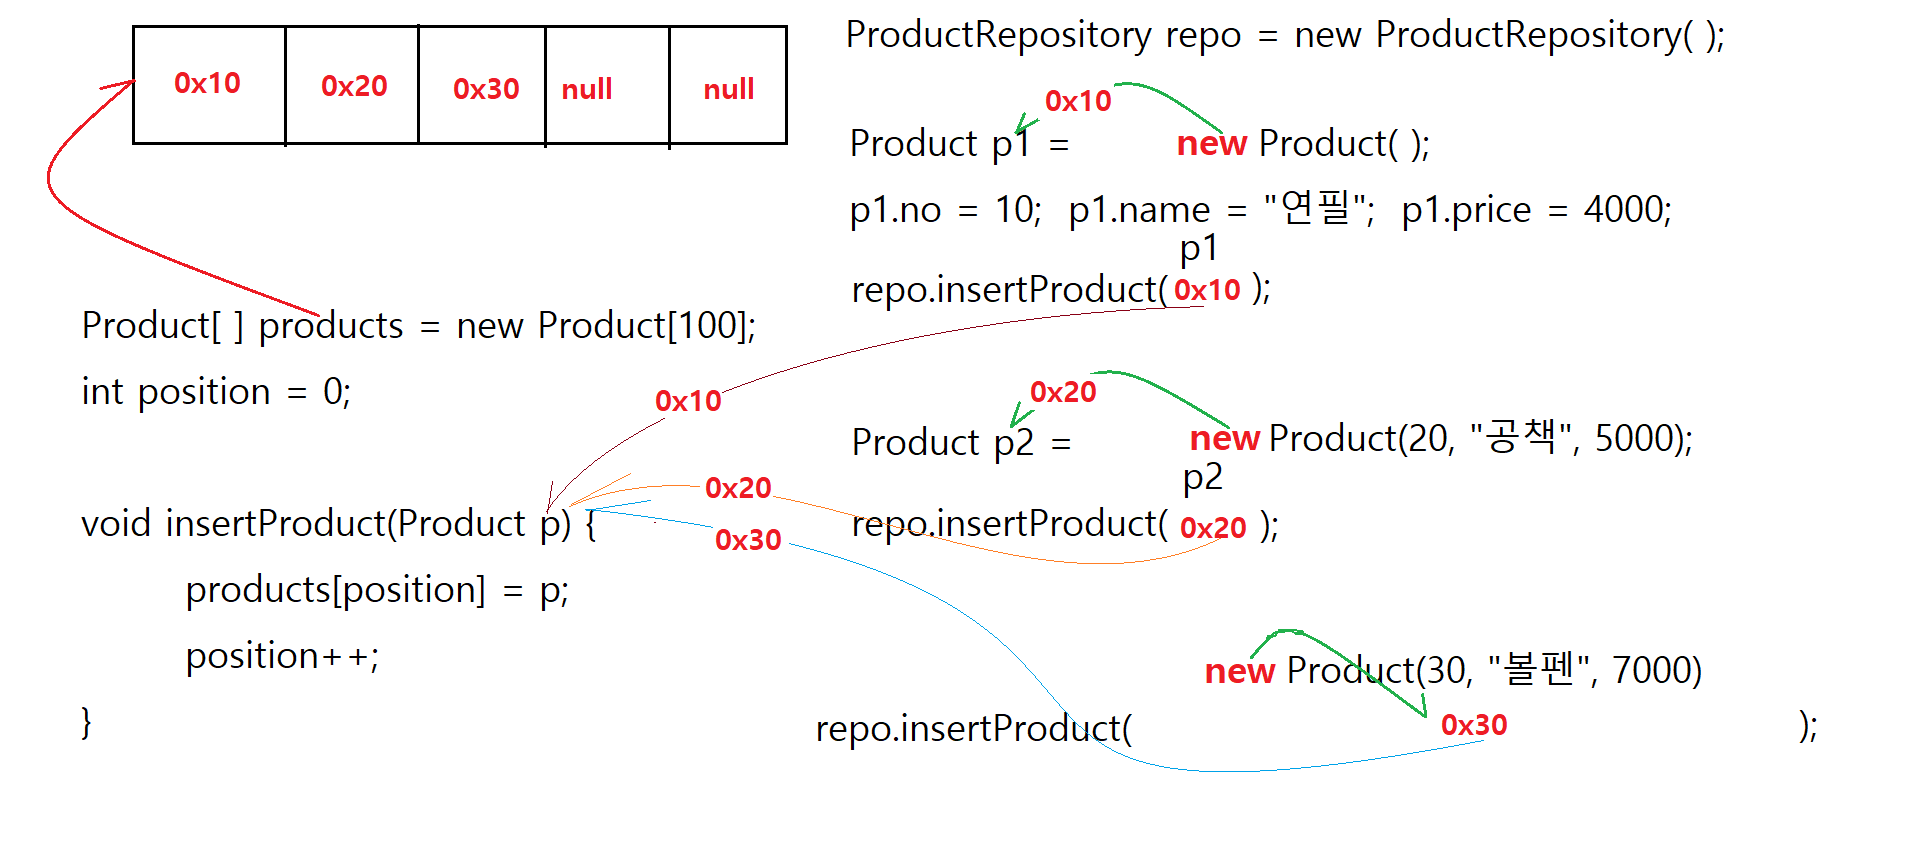 0x10 0x20 0x30 null null
Product[ ] products = new Product[100];
int position = 0;
0x10
0x20
void insertProduct(Product p) {
0x30
products[position] = p;
position++;
}
ProductRepository repo = new ProductRepository( );
0x10
Product p1 = new Product( );
p1.no = 10; p1.name = "연필"; p1.price = 4000;
p1
repo.insertProduct( 0x10 );
0x20
Product p2 = new Product(20, "공책", 5000);
p2
repo.insertProduct( 0x20 );
new Product(30, "볼펜", 7000)
repo.insertProduct( 0x30 );